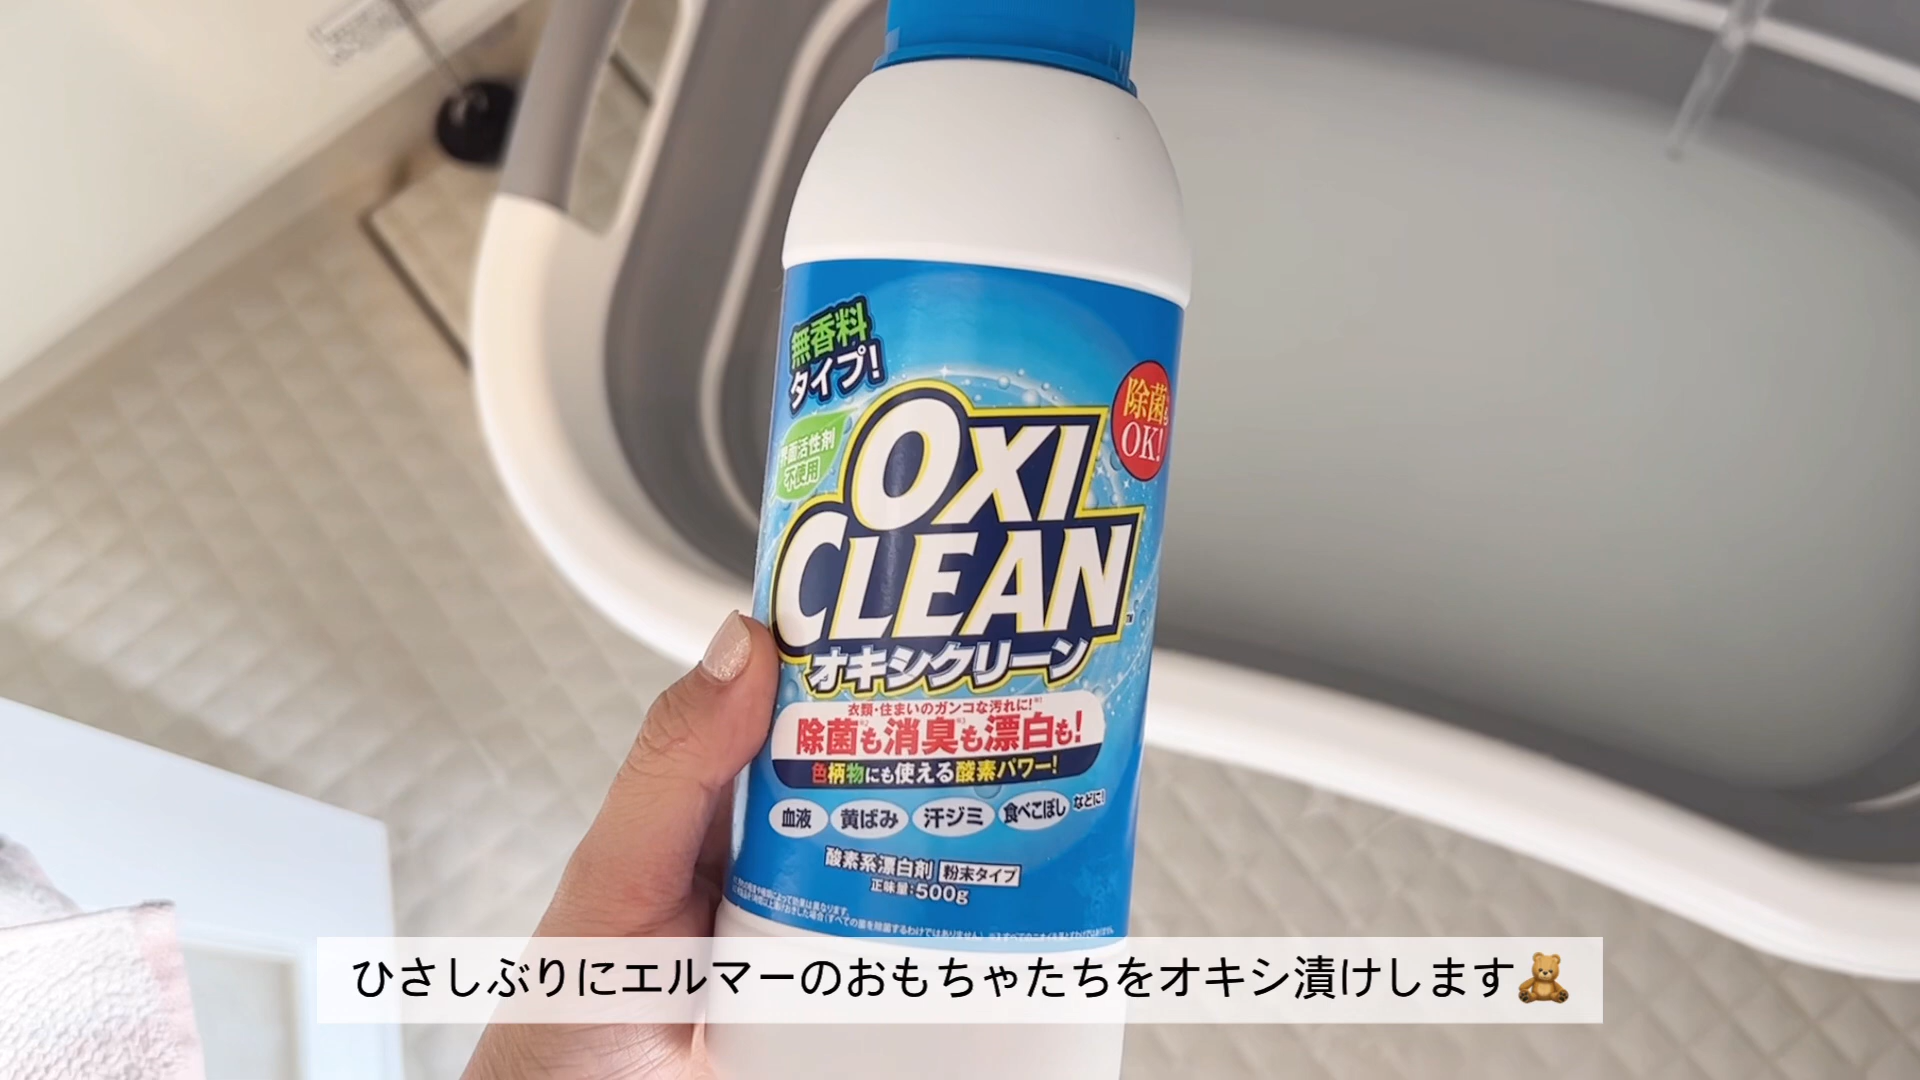 無香料
タイプ!
界面活性剤
不使用
除菌も
OK!
OXI
CLEAN
オキシクリーン
衣類・住まいのガンコな汚れに!
除菌も消臭も漂白も!
色柄物にも使える酸素パワー!
血液 黄ばみ 汗ジミ 食べこぼし などに!
酸素系漂白剤 粉末タイプ
正味量:500g
ひさしぶりにエルマーのおもちゃたちをオキシ漬けします🧸